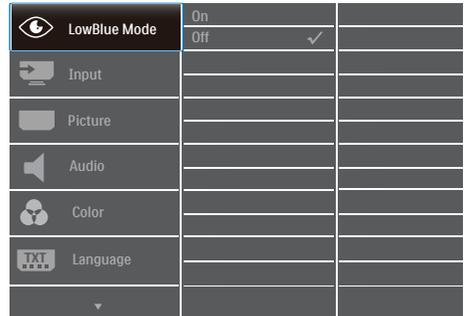 LowBlue Mode
On
Off
Input
Picture
Audio
Color
TXT
Language